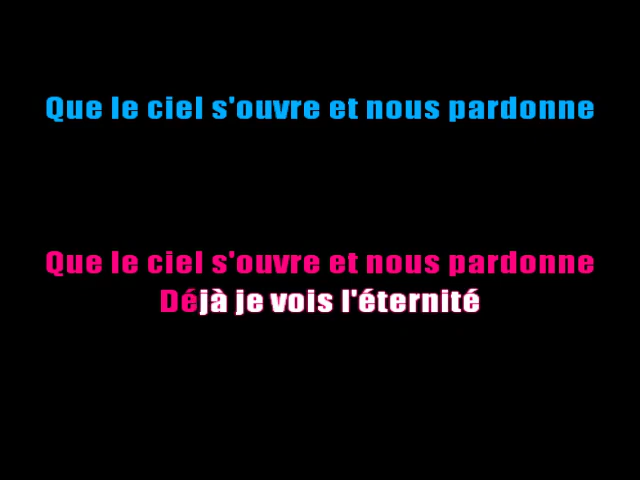 Que le ciel s'ouvre et nous pardonne
Que le ciel s'ouvre et nous pardonne
Déjà je vois l'éternité